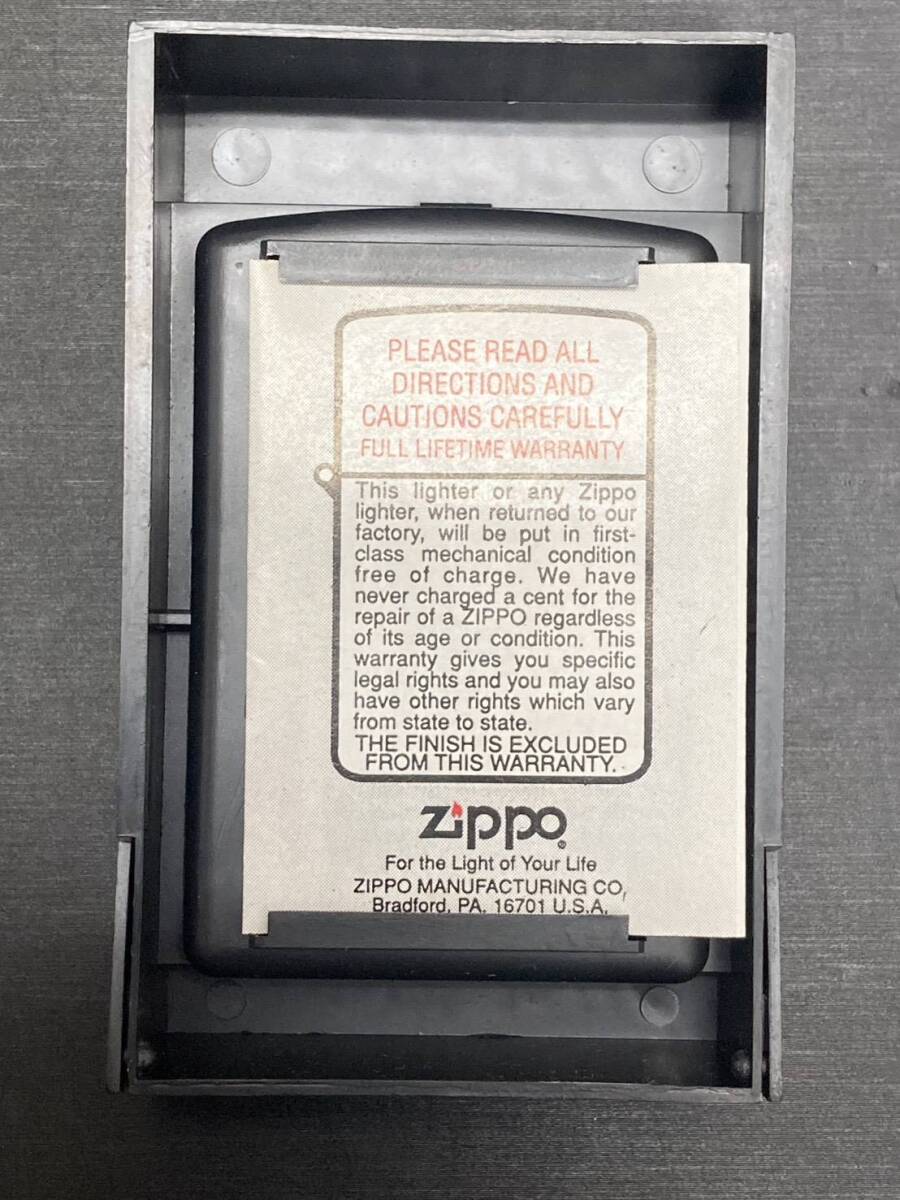 PLEASE READ ALL
DIRECTIONS AND
CAUTIONS CAREFULLY
FULL LIFETIME WARRANTY
This lighter or any Zippo
lighter, when returned to our
factory, will be put in first-
class mechanical condition
free of charge. We have
never charged a cent for the
repair of a ZIPPO regardless
of its age or condition. This
warranty gives you specific
legal rights and you may also
have other rights which vary
from state to state.
THE FINISH IS EXCLUDED
FROM THIS WARRANTY.
Zippo®
For the Light of Your Life
ZIPPO MANUFACTURING CO,
Bradford, PA. 16701 U.S.A.